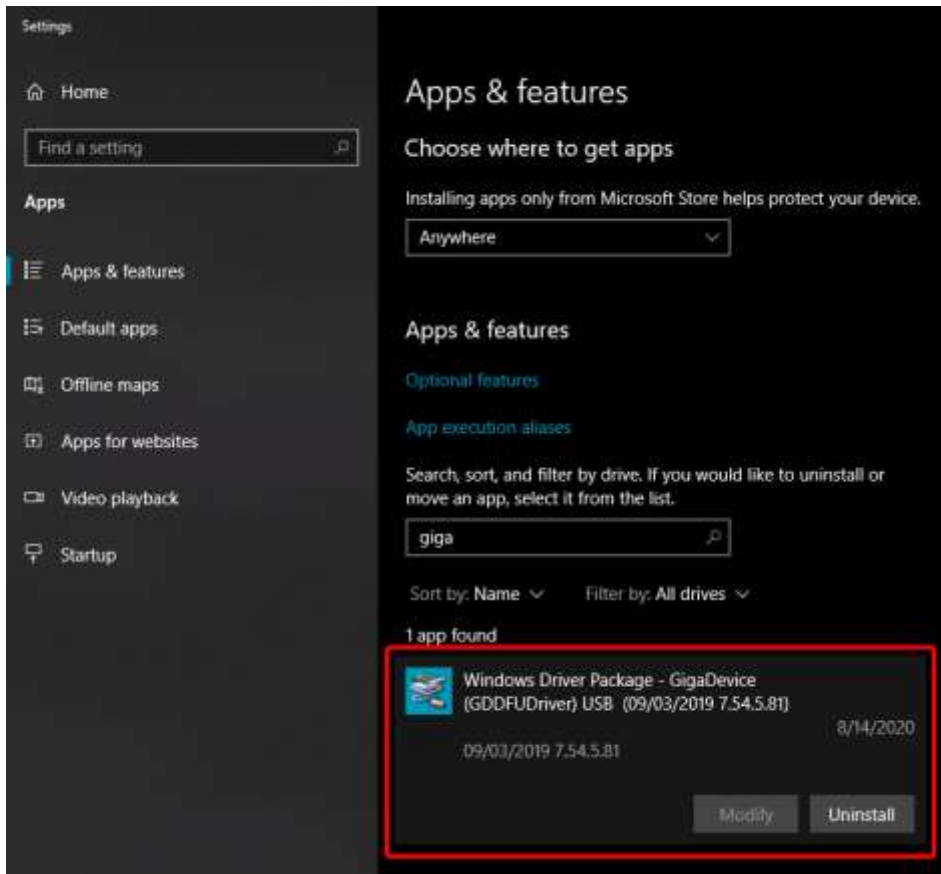 Settings
Home
Find a setting
Apps
Apps & features
Default apps
Offline maps
Apps for websites
Video playback
Startup
Apps & features
Choose where to get apps
Installing apps only from Microsoft Store helps protect your device.
Anywhere
Apps & features
Optional features
App execution aliases
Search, sort, and filter by drive. If you would like to uninstall or
move an app, select it from the list.
giga
Sort by: Name Filter by: All drives
1 app found
Windows Driver Package - GigaDevice
(GDDFUDriver) USB (09/03/2019 7.54.5.81)
8/14/2020
09/03/2019 7.54.5.81
Modify Uninstall